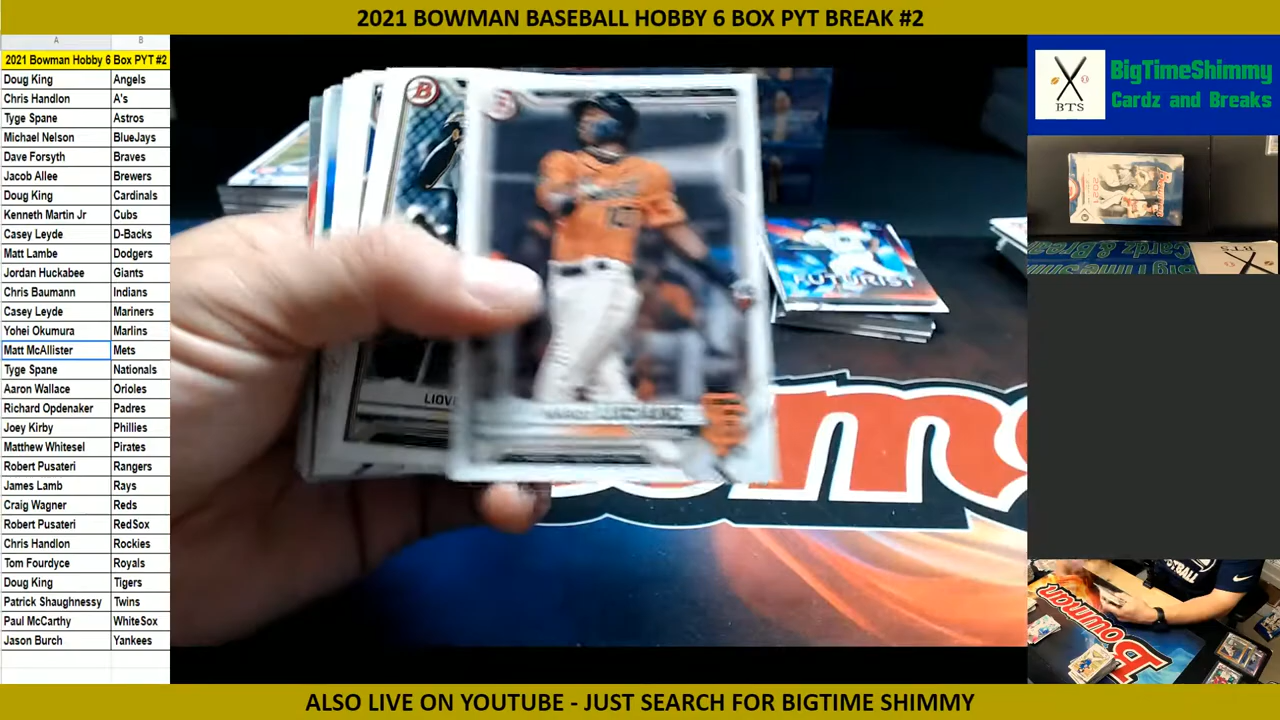 2021 BOWMAN BASEBALL HOBBY 6 BOX PYT BREAK #2
A B
2021 Bowman Hobby 6 Box PYT #2
Doug King Angels
Chris Handlon A's
Tyge Spane Astros
Michael Nelson BlueJays
Dave Forsyth Braves
Jacob Allee Brewers
Doug King Cardinals
Kenneth Martin Jr Cubs
Casey Leyde D-Backs
Matt Lambe Dodgers
Jordan Huckabee Giants
Chris Baumann Indians
Casey Leyde Mariners
Yohei Okumura Marlins
Matt McAllister Mets
Tyge Spane Nationals
Aaron Wallace Orioles
Richard Opdenaker Padres
Joey Kirby Phillies
Matthew Whitesel Pirates
Robert Pusateri Rangers
James Lamb Rays
Craig Wagner Reds
Robert Pusateri RedSox
Chris Handlon Rockies
Tom Fourdyce Royals
Doug King Tigers
Patrick Shaughnessy Twins
Paul McCarthy WhiteSox
Jason Burch Yankees
B
LIOV
FUTURIST
BTS
BigTimeShimmy
Cardz and Breaks
2021
Bowman
ALSO LIVE ON YOUTUBE - JUST SEARCH FOR BIGTIME SHIMMY